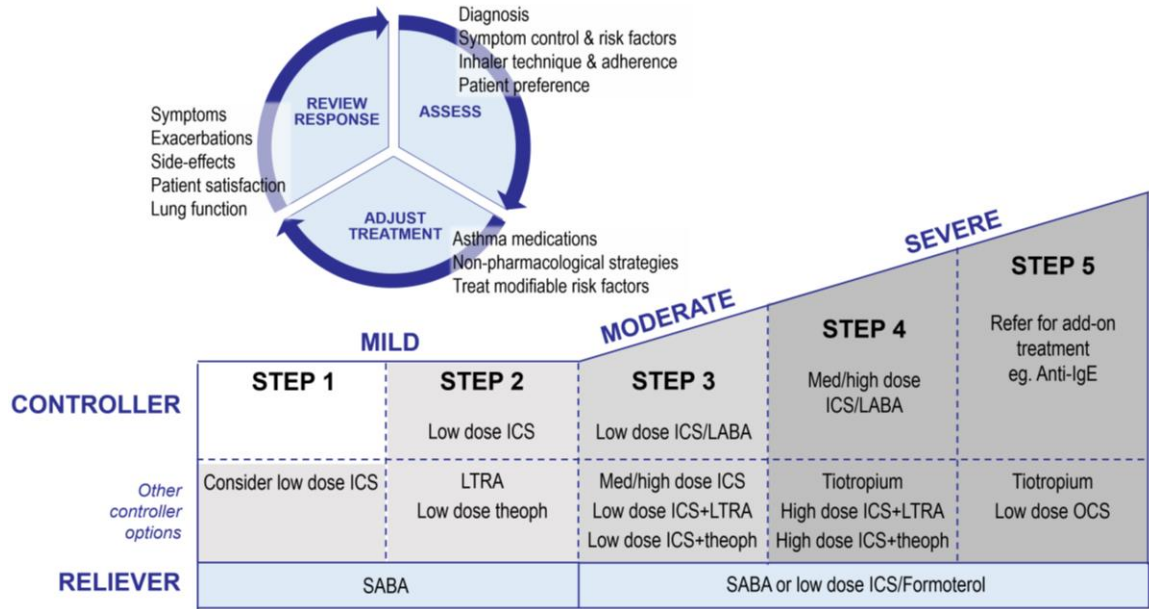 Diagnosis
Symptom control & risk factors
Inhaler technique & adherence
Patient preference
REVIEW
RESPONSE
ASSESS
Symptoms
Exacerbations
Side-effects
Patient satisfaction
Lung function
ADJUST
TREATMENT
Asthma medications
Non-pharmacological strategies
Treat modifiable risk factors
MILD
MODERATE
SEVERE
CONTROLLER
STEP 1
STEP 2
Low dose ICS
STEP 3
Low dose ICS/LABA
STEP 4
Med/high dose
ICS/LABA
STEP 5
Refer for add-on
treatment
eg. Anti-IgE
Other
controller
options
Consider low dose ICS
LTRA
Low dose theoph
Med/high dose ICS
Low dose ICS+LTRA
Low dose ICS+theoph
Tiotropium
High dose ICS+LTRA
High dose ICS+theoph
Tiotropium
Low dose OCS
RELIEVER
SABA
SABA or low dose ICS/Formoterol